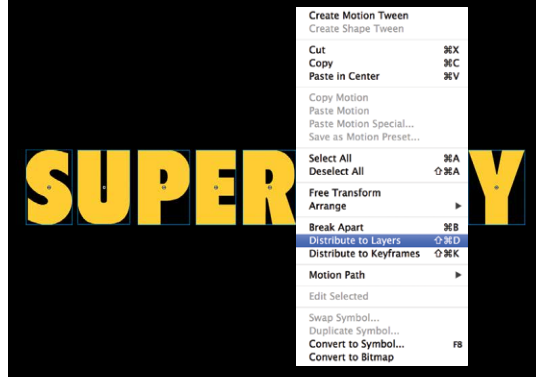 Create Motion Tween
Create Shape Tween
Cut ⌘X
Copy ⌘C
Paste in Center ⌘V
Copy Motion
Paste Motion
Paste Motion Special...
Save as Motion Preset...
Select All ⌘A
Deselect All ⇧⌘A
Free Transform
Arrange ▶
SUPER Y
Break Apart ⌘B
Distribute to Layers ⇧⌘D
Distribute to Keyframes ⇧⌘K
Motion Path ▶
Edit Selected
Swap Symbol...
Duplicate Symbol...
Convert to Symbol... F8
Convert to Bitmap